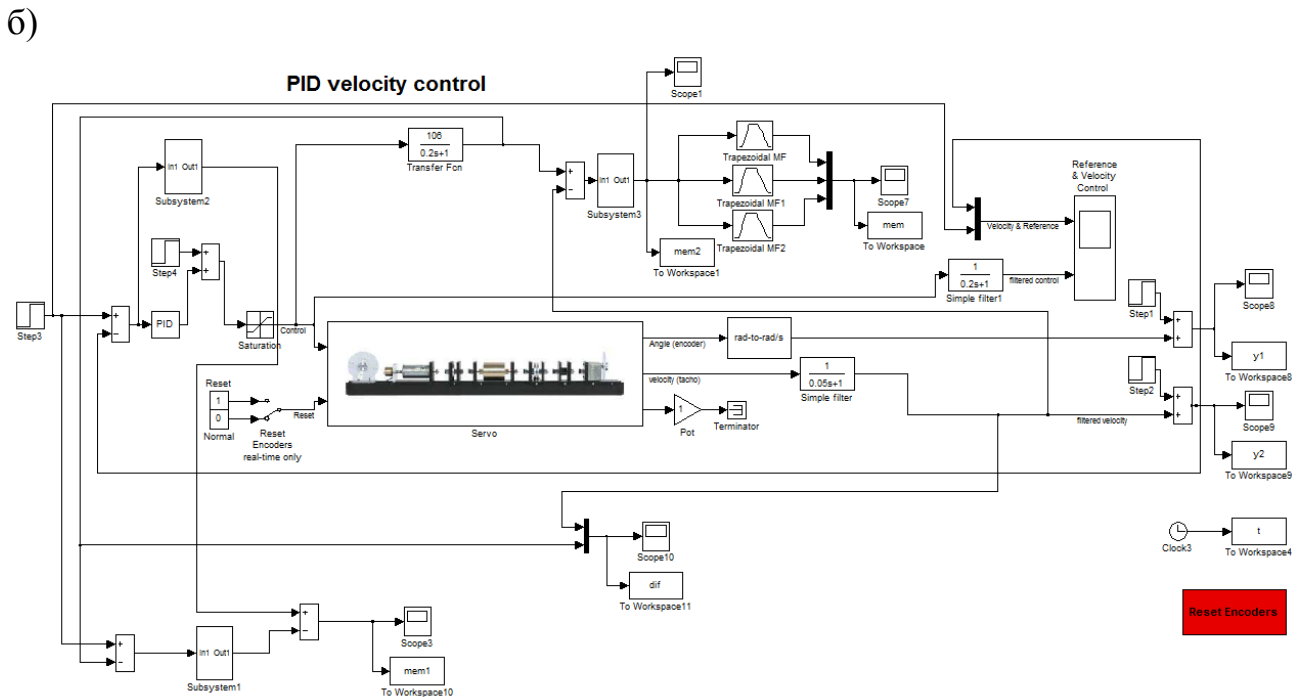 б)
PID velocity control
Scope1
106
0.2s+1
Transfer Fcn
In1 Out1
Subsystem2
In1 Out1
Subsystem3
Trapezoidal MF
Trapezoidal MF1
Trapezoidal MF2
Scope7
mem
To Workspace
mem2
To Workspace1
Reference
& Velocity
Control
Velocity & Reference
1
0.2s+1
Simple filter1
filtered control
Step4
Step3
PID
Saturation
Control
Step1
Scope8
y1
To Workspace8
Angle (encoder)
rad-to-rad/s
velocity (tacho)
1
0.05s+1
Simple filter
Step2
Scope9
filtered velocity
y2
To Workspace9
Reset
1
0
Normal
Reset
Encoders
real-time only
Reset
Servo
1
Pot
Terminator
Scope10
dif
To Workspace11
Clock3
t
To Workspace4
Reset Encoders
In1 Out1
Subsystem1
Scope3
mem1
To Workspace10